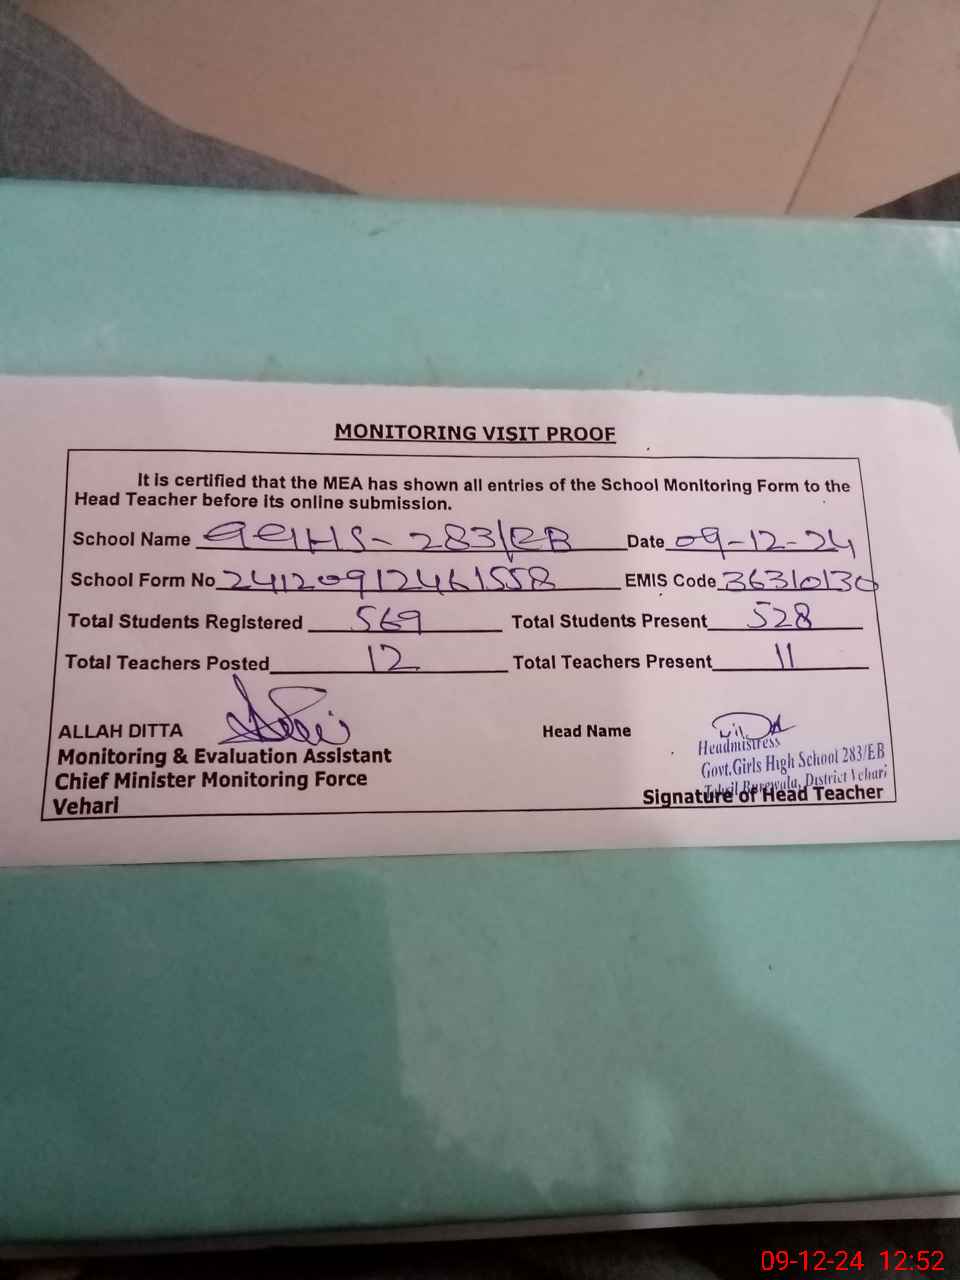 MONITORING VISIT PROOF
It is certified that the MEA has shown all entries of the School Monitoring Form to the
Head Teacher before its online submission.
School Name GGHS- 283/EB Date 09-12-24
School Form No 241209124461558 EMIS Code 36310130
Total Students Registered 569 Total Students Present 528
Total Teachers Posted 12 Total Teachers Present 11
ALLAH DITTA Head Name
Monitoring & Evaluation Assistant
Chief Minister Monitoring Force
Vehari
Headmistress
Govt.Girls High School 283/EB
Tehsil Burewala, District Vehari
Signature of Head Teacher
09-12-24 12:52